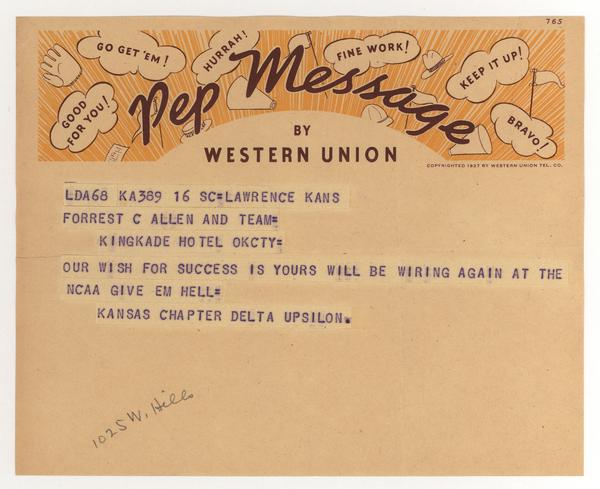 765
GO GET 'EM!
HURRAH!
FINE WORK!
KEEP IT UP!
GOOD FOR YOU!
BRAVO!
Pep Message
BY
WESTERN UNION
COPYRIGHTED 1937 BY WESTERN UNION TEL. CO.
LDA68 KA389 16 SC=LAWRENCE KANS
FORREST C ALLEN AND TEAM=
KINGKADE HOTEL OKCTY=
OUR WISH FOR SUCCESS IS YOURS WILL BE WIRING AGAIN AT THE
NCAA GIVE EM HELL=
KANSAS CHAPTER DELTA UPSILON.
1025 W. Hills